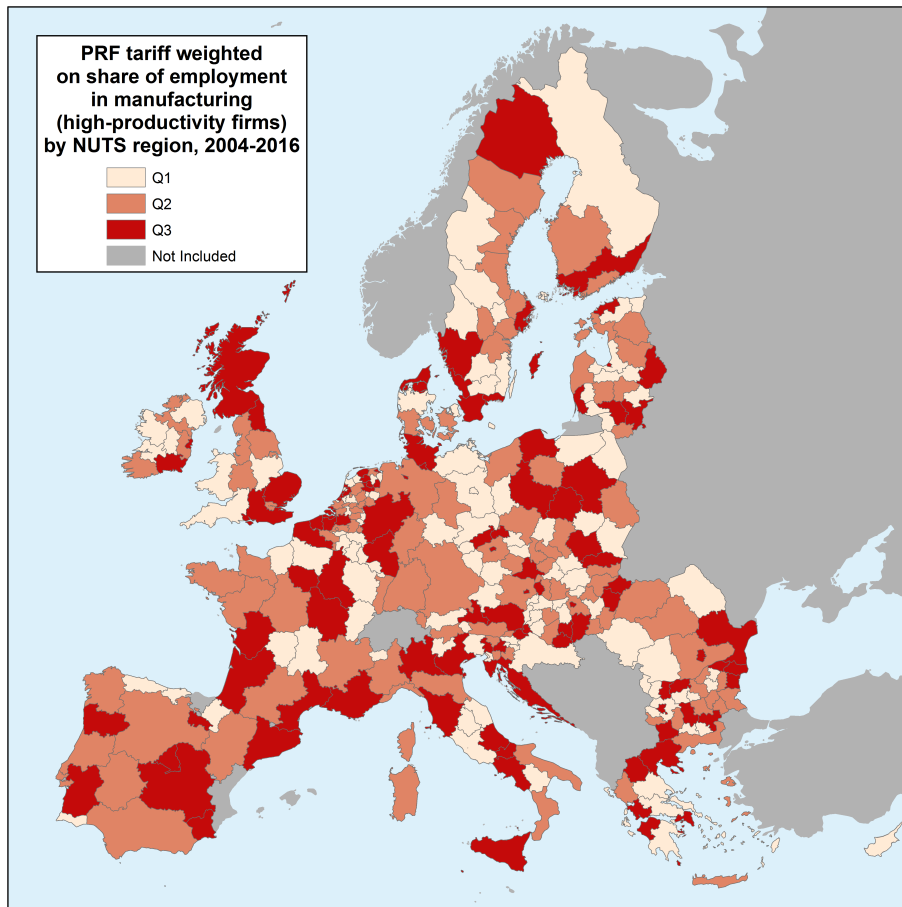 PRF tariff weighted
on share of employment
in manufacturing
(high-productivity firms)
by NUTS region, 2004-2016
Q1
Q2
Q3
Not Included